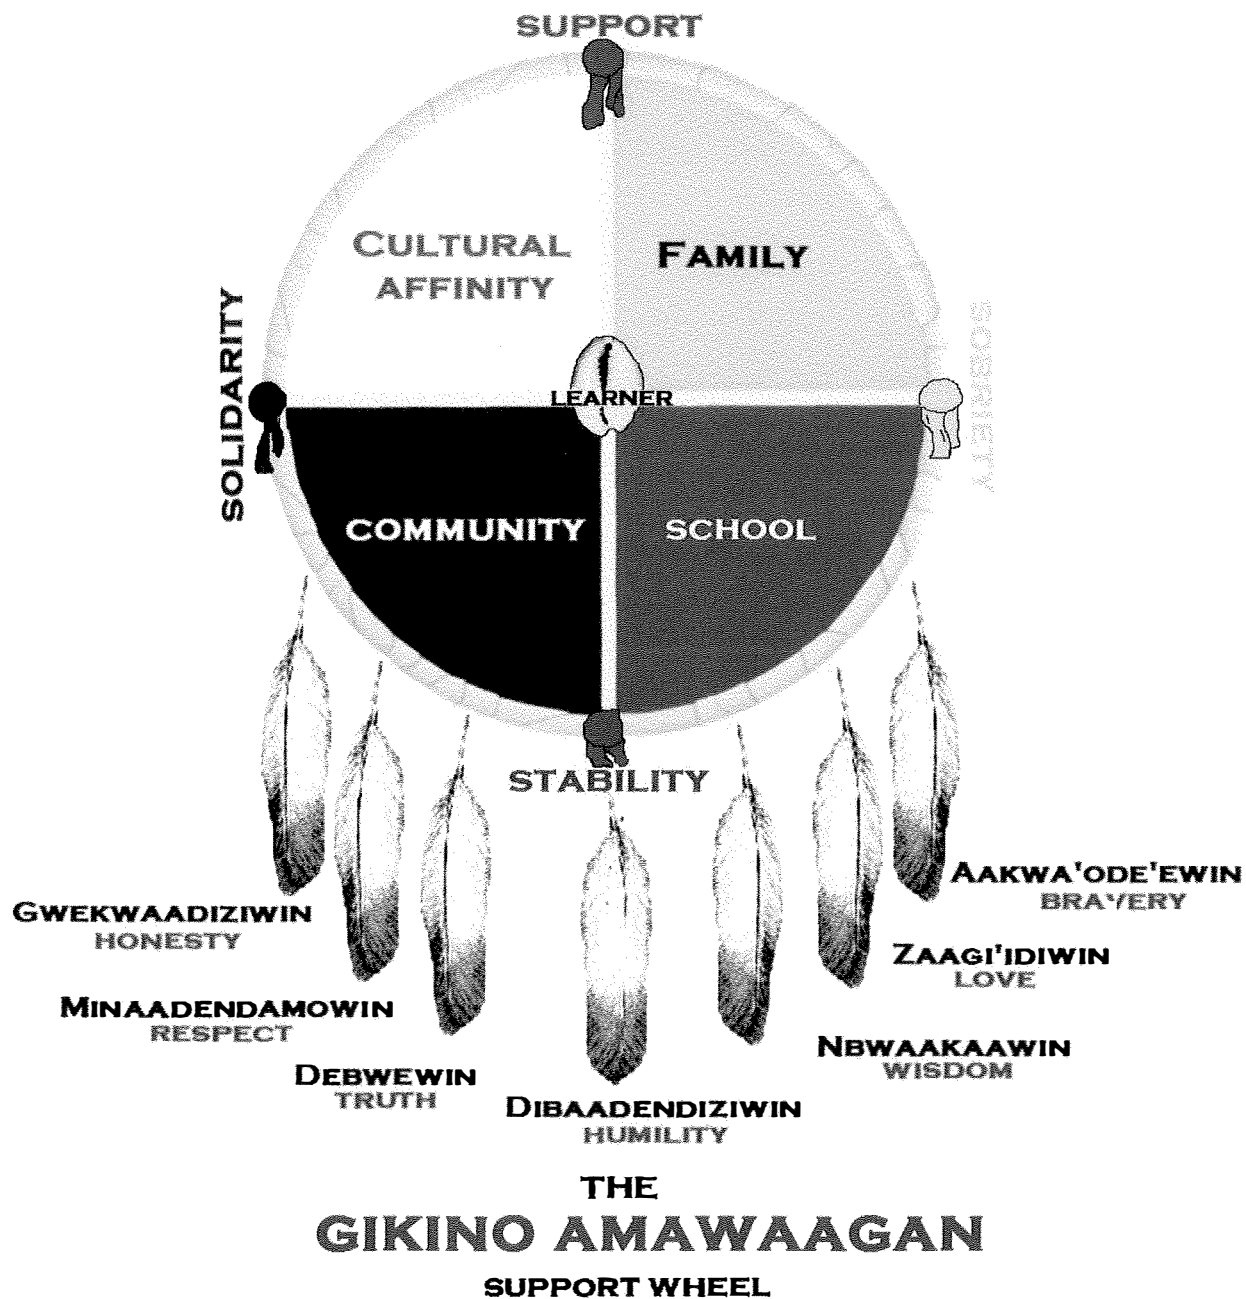 SUPPORT
CULTURAL
AFFINITY
FAMILY
SOLIDARITY
SOBRIETY
LEARNER
COMMUNITY
SCHOOL
STABILITY
AAKWA'ODE'EWIN
BRAVERY
GWEKWAADIZIWIN
HONESTY
ZAAGI'IDIWIN
LOVE
MINAADENDAMOWIN
RESPECT
NBWAAKAAWIN
WISDOM
DEBWEWIN
TRUTH
DIBAADENDIZIWIN
HUMILITY
THE
GIKINO AMAWAAGAN
SUPPORT WHEEL